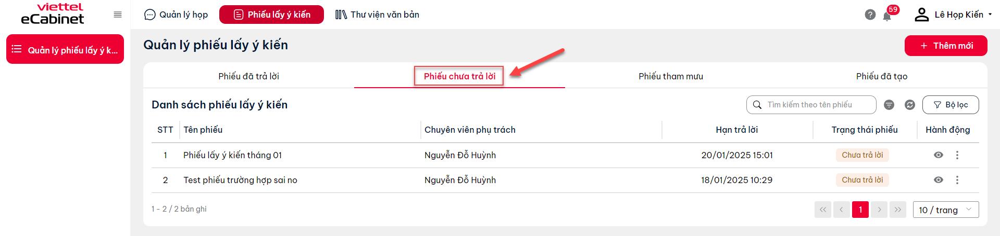 viettel
eCabinet
Quản lý họp
Phiếu lấy ý kiến
Thư viện văn bản
59
Lê Họp Kiến
Quản lý phiếu lấy ý k...
Quản lý phiếu lấy ý kiến
+ Thêm mới
Phiếu đã trả lời
Phiếu chưa trả lời
Phiếu tham mưu
Phiếu đã tạo
Danh sách phiếu lấy ý kiến
Tìm kiếm theo tên phiếu
Bộ lọc
STT Tên phiếu Chuyên viên phụ trách Hạn trả lời Trạng thái phiếu Hành động
1 Phiếu lấy ý kiến tháng 01 Nguyễn Đỗ Huỳnh 20/01/2025 15:01 Chưa trả lời
2 Test phiếu trường hợp sai no Nguyễn Đỗ Huỳnh 18/01/2025 10:29 Chưa trả lời
1 - 2 / 2 bản ghi
1
10 / trang